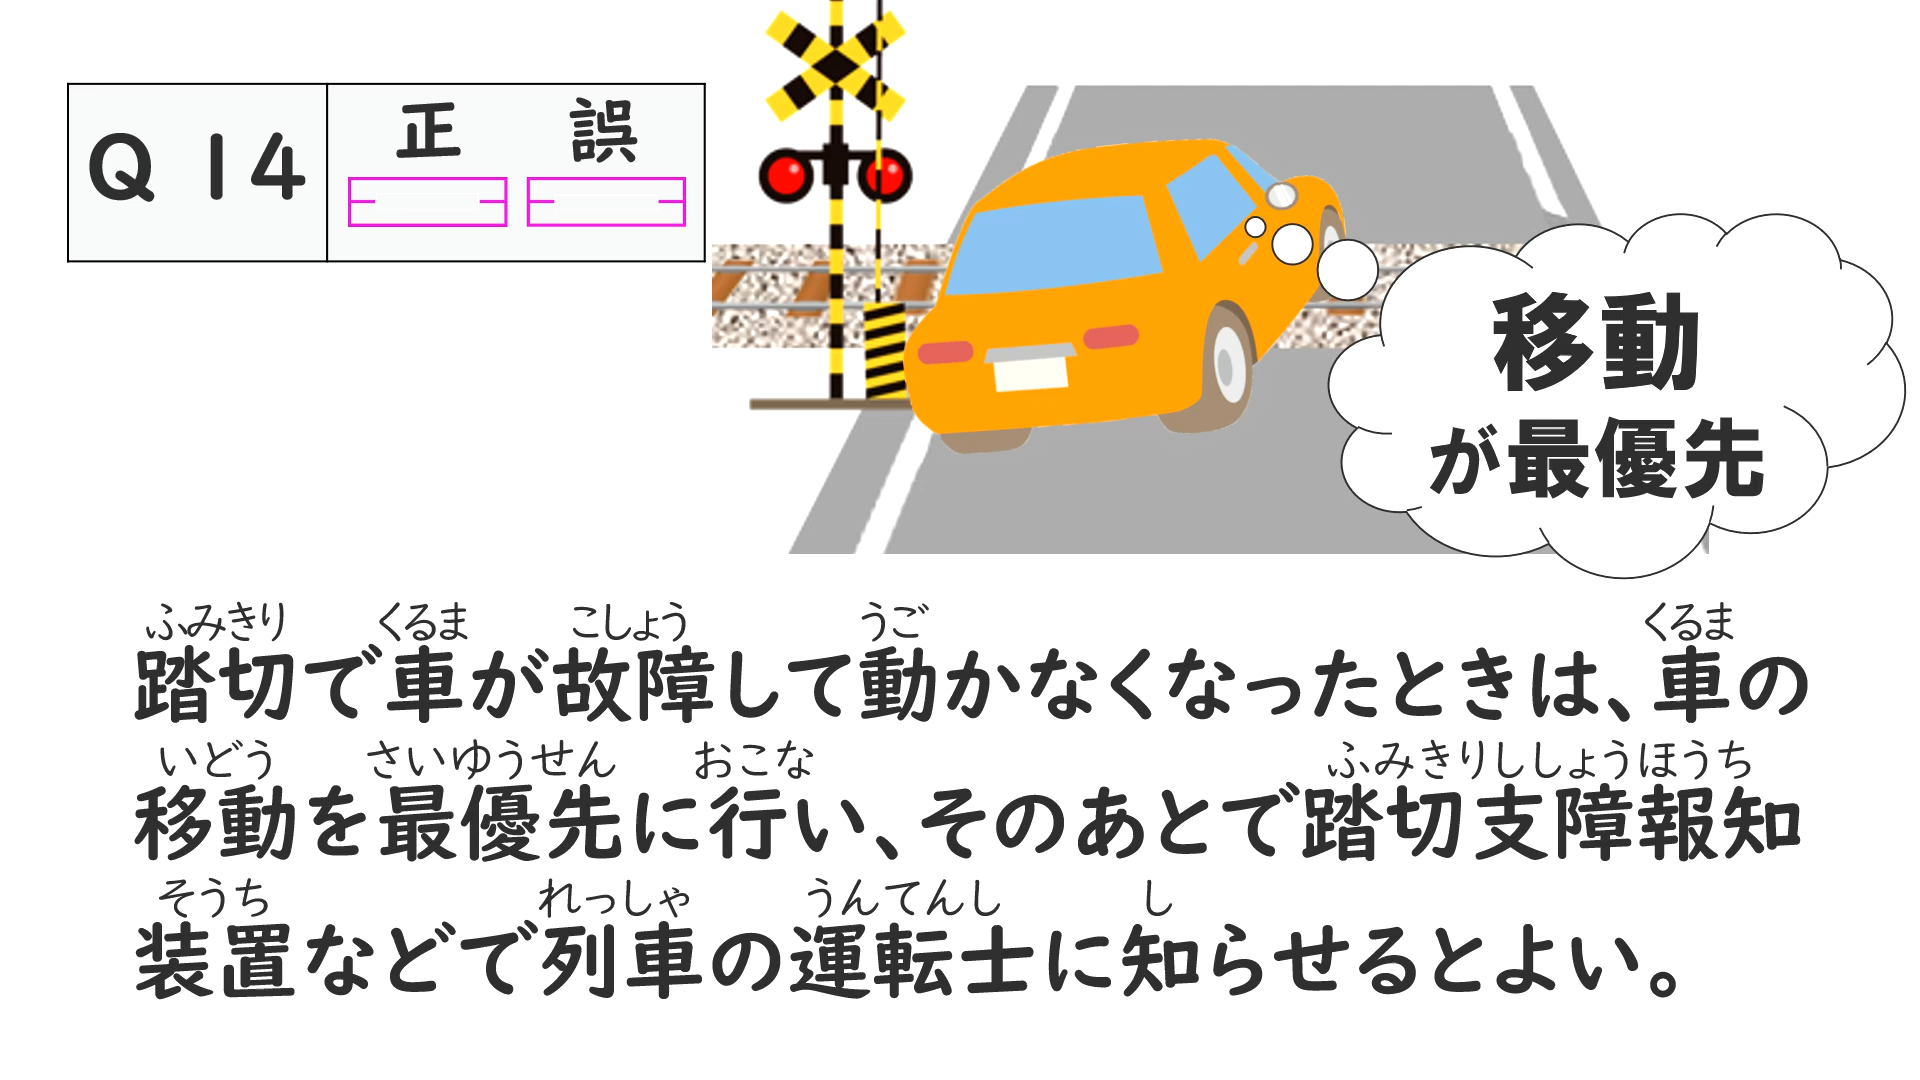 Q 14
正 誤
移動
が最優先
ふみきり くるま こしょう うご くるま
踏切で車が故障して動かなくなったときは、車の
いどう さいゆうせん おこな ふみきりししょうほうち
移動を最優先に行い、そのあとで踏切支障報知
そうち れっしゃ うんてんし し
装置などで列車の運転士に知らせるとよい。